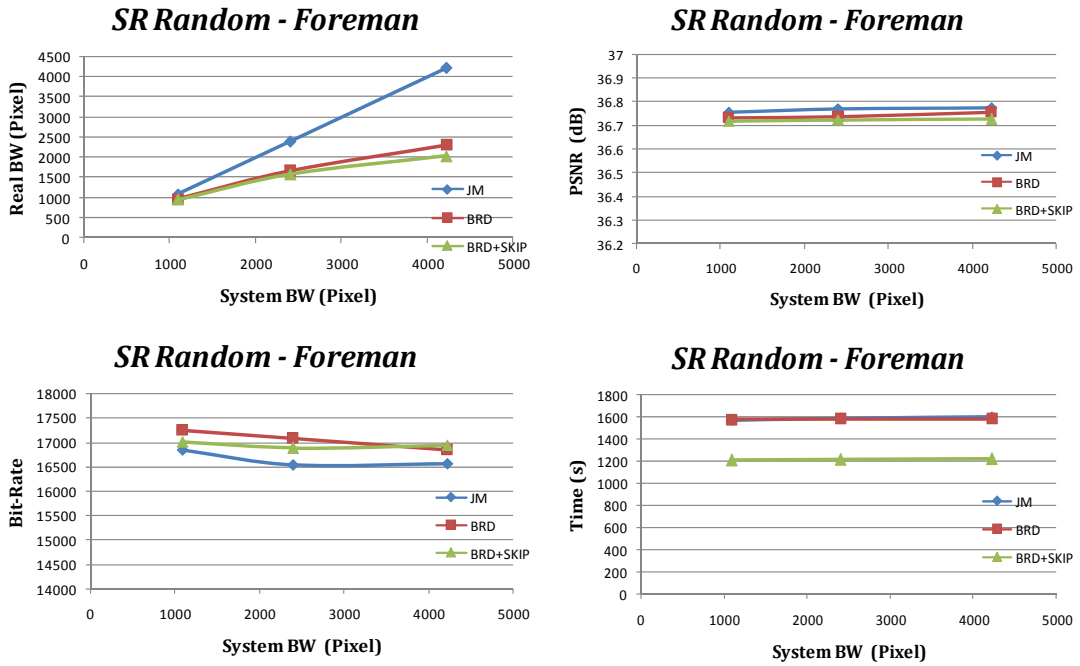 SR Random - Foreman
4500
4000
3500
3000
2500
2000
1500
1000
500
0
Real BW (Pixel)
0 1000 2000 3000 4000 5000
System BW (Pixel)
JM
BRD
BRD+SKIP
SR Random - Foreman
37
36.9
36.8
36.7
36.6
36.5
36.4
36.3
36.2
PSNR (dB)
0 1000 2000 3000 4000 5000
System BW (Pixel)
JM
BRD
BRD+SKIP
SR Random - Foreman
18000
17500
17000
16500
16000
15500
15000
14500
14000
Bit-Rate
0 1000 2000 3000 4000 5000
System BW (Pixel)
JM
BRD
BRD+SKIP
SR Random - Foreman
1800
1600
1400
1200
1000
800
600
400
200
0
Time (s)
0 1000 2000 3000 4000 5000
System BW (Pixel)
JM
BRD
BRD+SKIP